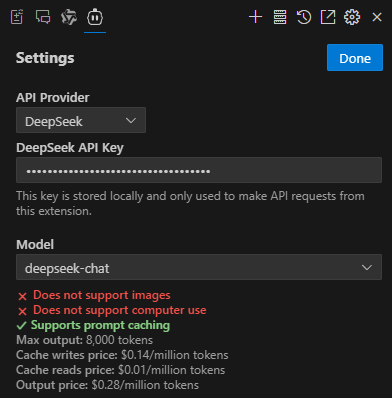 Settings
Done
API Provider
DeepSeek
DeepSeek API Key
••••••••••••••••••••••••••••••••••••
This key is stored locally and only used to make API requests from
this extension.
Model
deepseek-chat
Does not support images
Does not support computer use
Supports prompt caching
Max output: 8,000 tokens
Cache writes price: $0.14/million tokens
Cache reads price: $0.01/million tokens
Output price: $0.28/million tokens